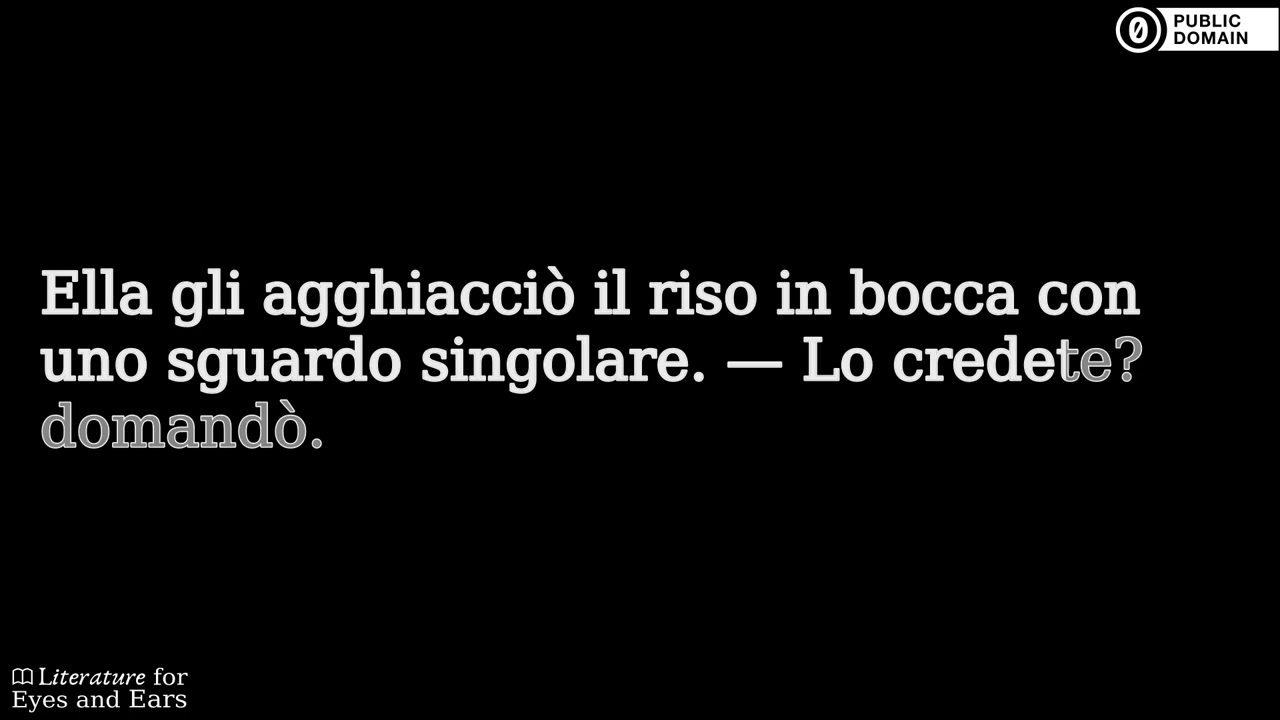 PUBLIC
DOMAIN
Ella gli agghiacciò il riso in bocca con
uno sguardo singolare. — Lo credete?
domandò.
Literature for
Eyes and Ears